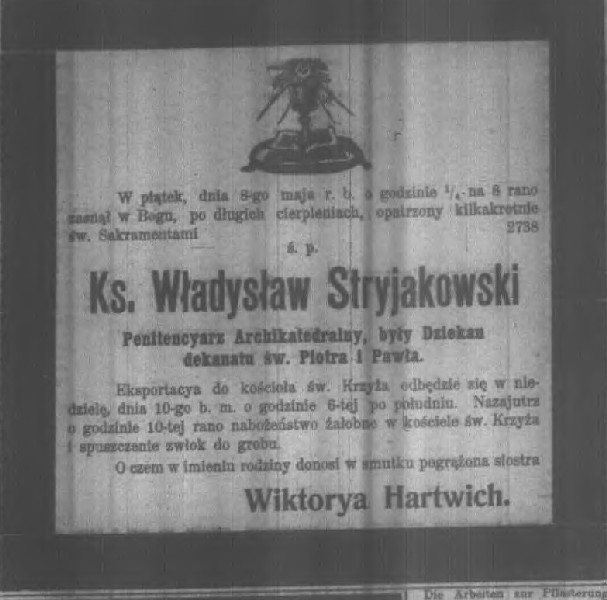 W piątek, dnia 8-go maja r. b. o godzinie ¼ na 8 rano
zasnął w Bogu, po długich cierpieniach, opatrzony kilkakrotnie
św. Sakramentami 2738
ś. p.
Ks. Władysław Stryjakowski
Penitencyarz Archikatedralny, były Dziekan
dekanatu św. Piotra i Pawła.
Eksportacya do kościoła św. Krzyża odbędzie się w nie-
dzielę, dnia 10-go b. m. o godzinie 6-tej po południu. Nazajutrz
o godzinie 10-tej rano nabożeństwo żałobne w kościele św. Krzyża
i spuszczenie zwłok do grobu.
O czem w imieniu rodziny donosi w smutku pogrążona siostra
Wiktorya Hartwich.
Die Arbeiten zur Pflasterung